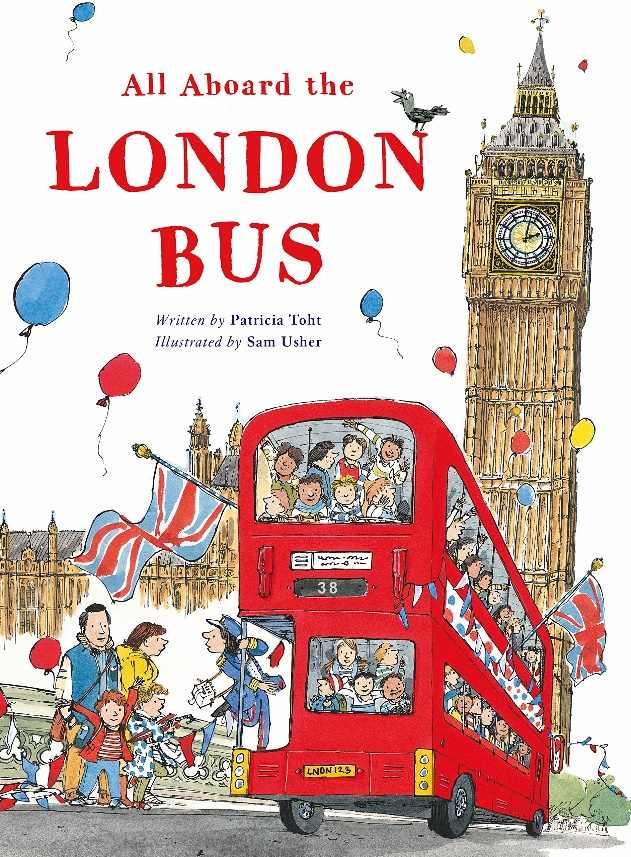 All Aboard the
LONDON
BUS
Written by Patricia Toht
Illustrated by Sam Usher
38
LNDN 123